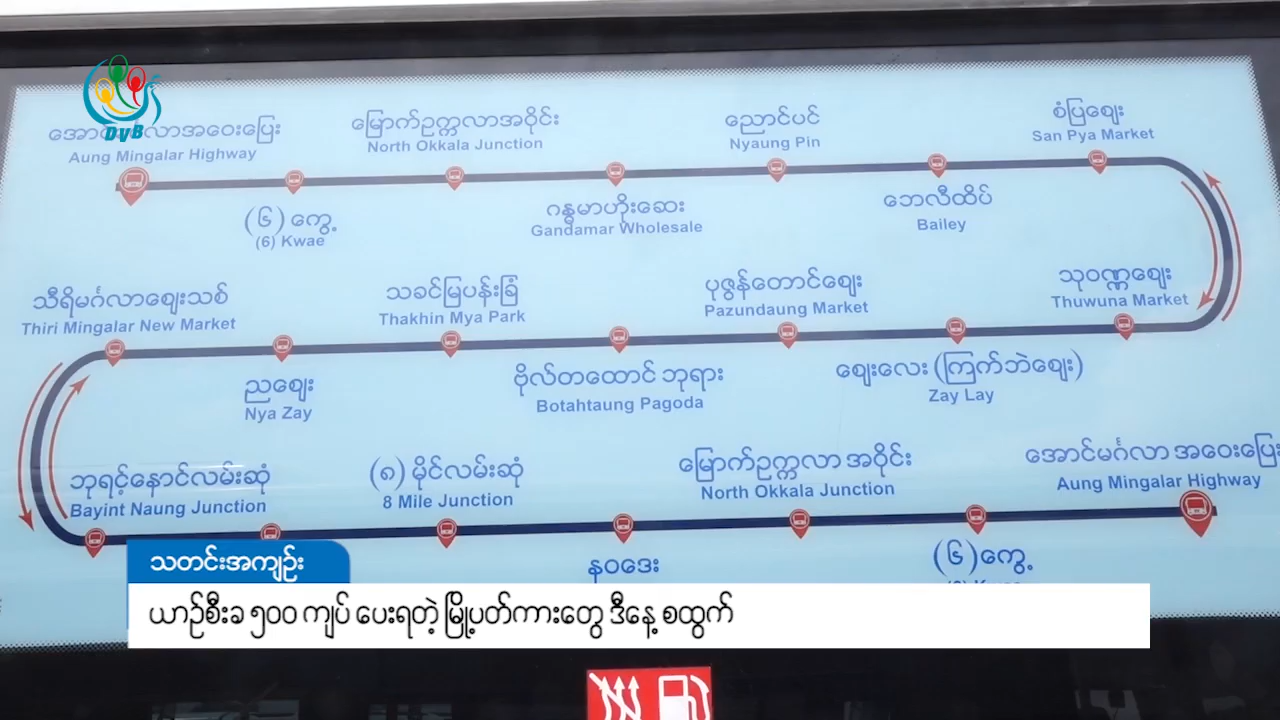 DVB
အောင်မင်္ဂလာအဝေးပြေး
Aung Mingalar Highway
မြောက်ဥက္ကလာအဝိုင်း
North Okkala Junction
ညောင်ပင်
Nyaung Pin
စံပြဈေး
San Pya Market
(၆) ကွေ့
(6) Kwae
ဂန္ဓမာဟိုးဆေး
Gandamar Wholesale
ဘေလီထိပ်
Bailey
သီရိမင်္ဂလာဈေးသစ်
Thiri Mingalar New Market
သခင်မြပန်းခြံ
Thakhin Mya Park
ပုဇွန်တောင်ဈေး
Pazundaung Market
သုဝဏ္ဏဈေး
Thuwuna Market
ညဈေး
Nya Zay
ဗိုလ်တထောင် ဘုရား
Botahtaung Pagoda
ဈေးလေး (ကြက်ဘဲဈေး)
Zay Lay
ဘုရင့်နောင်လမ်းဆုံ
Bayint Naung Junction
(၈) မိုင်လမ်းဆုံ
8 Mile Junction
မြောက်ဥက္ကလာ အဝိုင်း
North Okkala Junction
အောင်မင်္ဂလာ အဝေးပြေး
Aung Mingalar Highway
နဝဒေး
(၆)ကွေ့
သတင်းအကျဉ်း
ယာဉ်စီးခ ၅၀၀ ကျပ် ပေးရတဲ့ မြို့ပတ်ကားတွေ ဒီနေ့ စထွက်